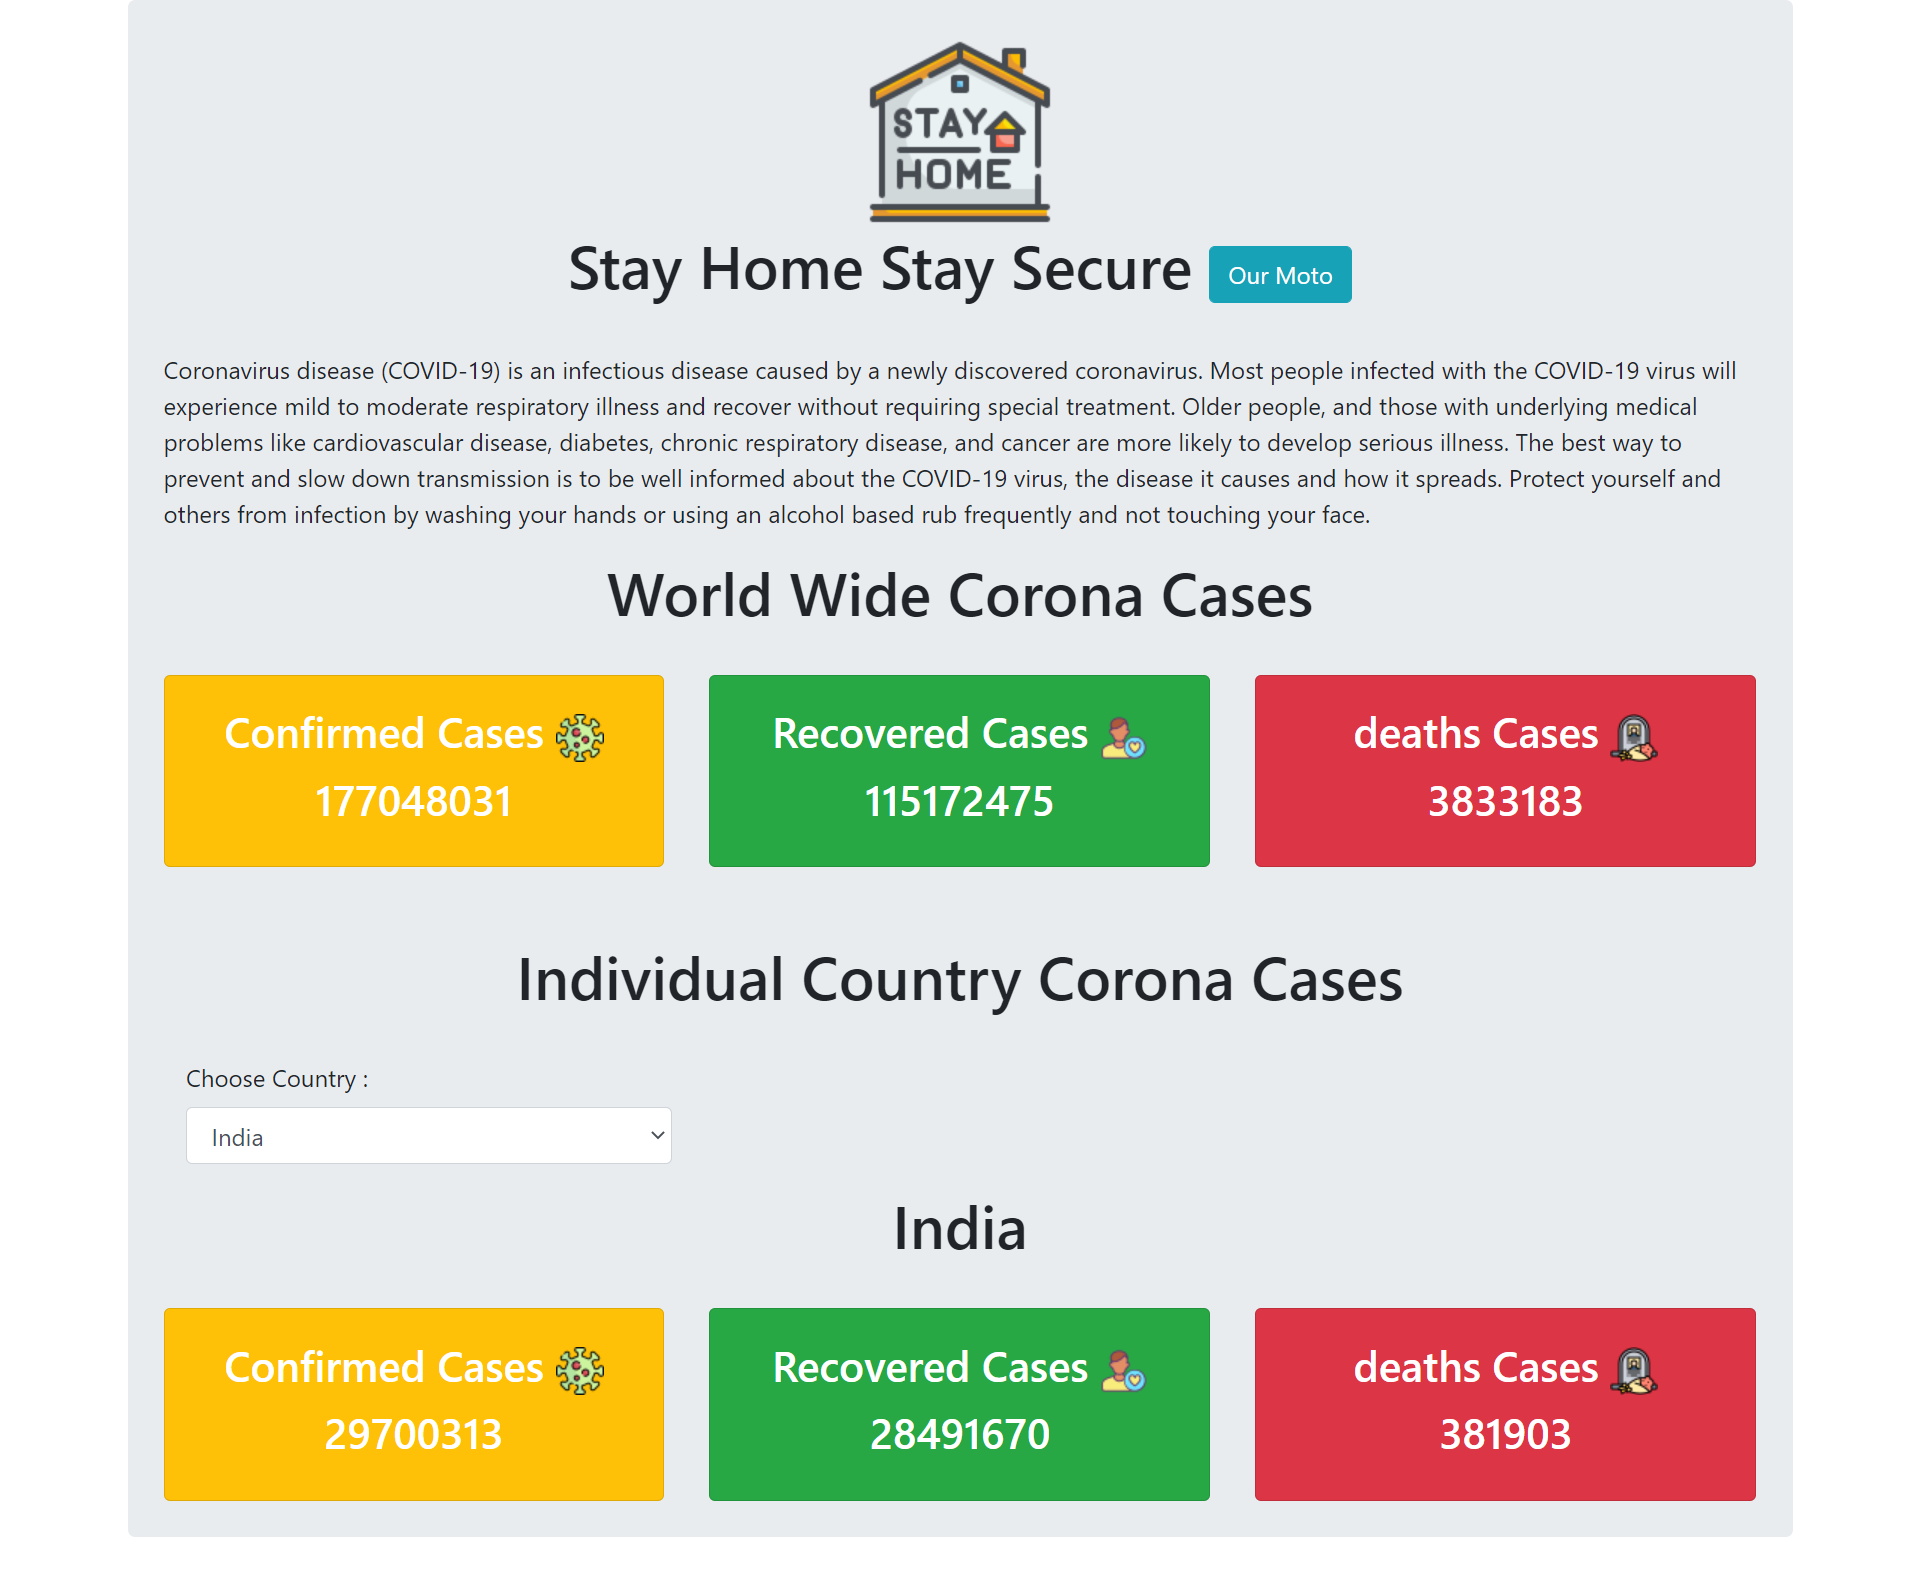 STAY
HOME
Stay Home Stay Secure Our Moto
Coronavirus disease (COVID-19) is an infectious disease caused by a newly discovered coronavirus. Most people infected with the COVID-19 virus will
experience mild to moderate respiratory illness and recover without requiring special treatment. Older people, and those with underlying medical
problems like cardiovascular disease, diabetes, chronic respiratory disease, and cancer are more likely to develop serious illness. The best way to
prevent and slow down transmission is to be well informed about the COVID-19 virus, the disease it causes and how it spreads. Protect yourself and
others from infection by washing your hands or using an alcohol based rub frequently and not touching your face.
World Wide Corona Cases
Confirmed Cases
177048031
Recovered Cases
115172475
deaths Cases
3833183
Individual Country Corona Cases
Choose Country :
India
India
Confirmed Cases
29700313
Recovered Cases
28491670
deaths Cases
381903